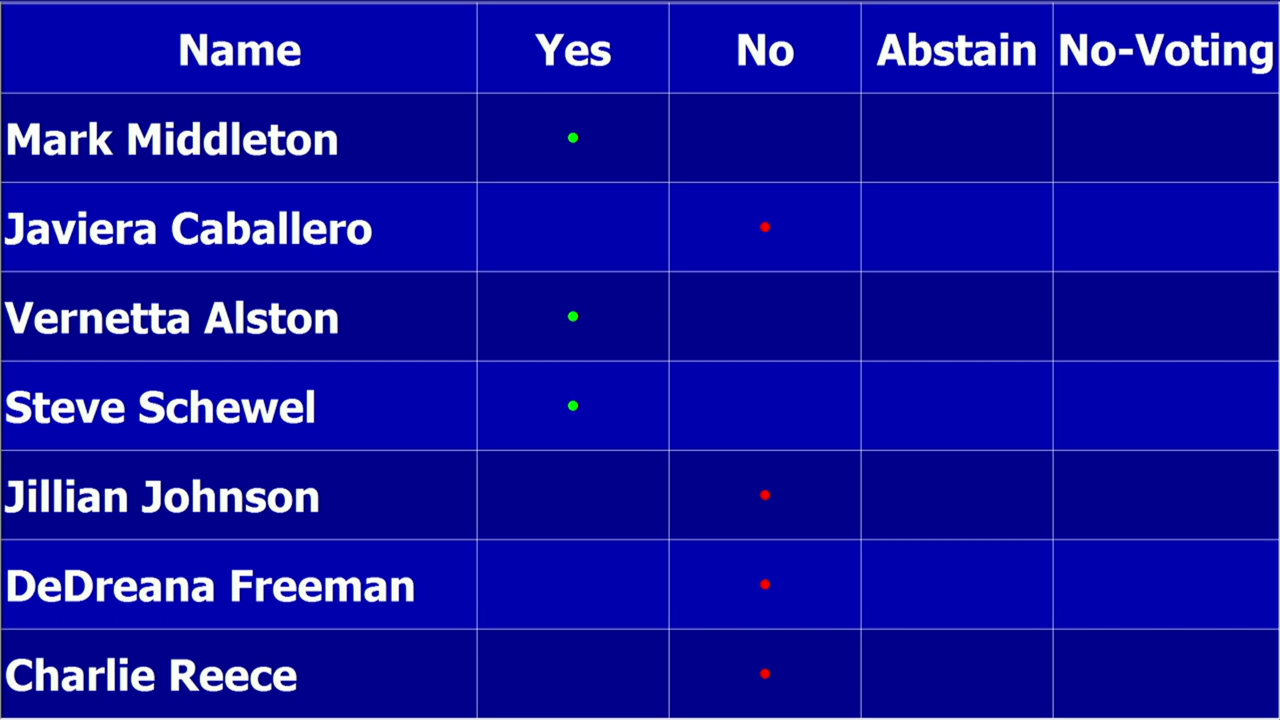 Name Yes No Abstain No-Voting
Mark Middleton
Javiera Caballero
Vernetta Alston
Steve Schewel
Jillian Johnson
DeDreana Freeman
Charlie Reece